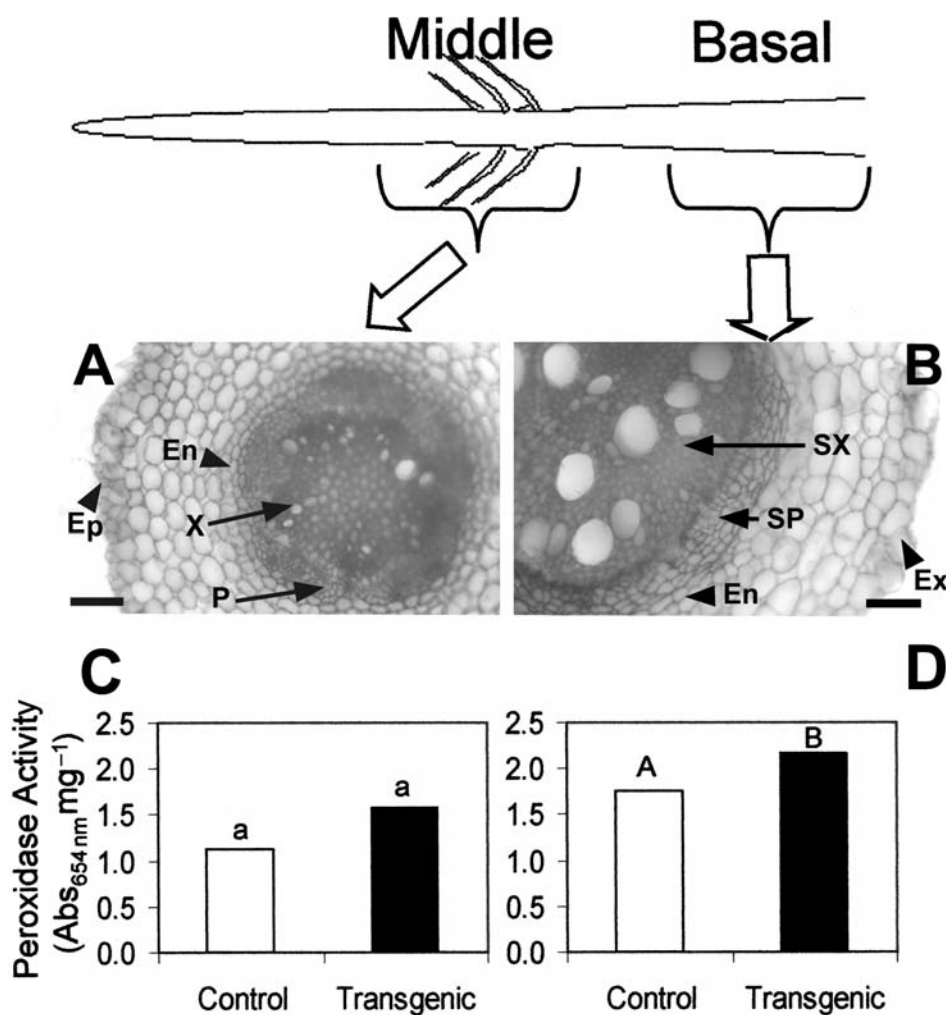 Middle Basal
A
B
En
Ep
X
P
SX
SP
En
Ex
C
D
Peroxidase Activity
(Abs654 nm mg−1)
2.5
2.0
1.5
1.0
0.5
0.0
a
a
Control Transgenic
2.5
2.0
1.5
1.0
0.5
0.0
A
B
Control Transgenic